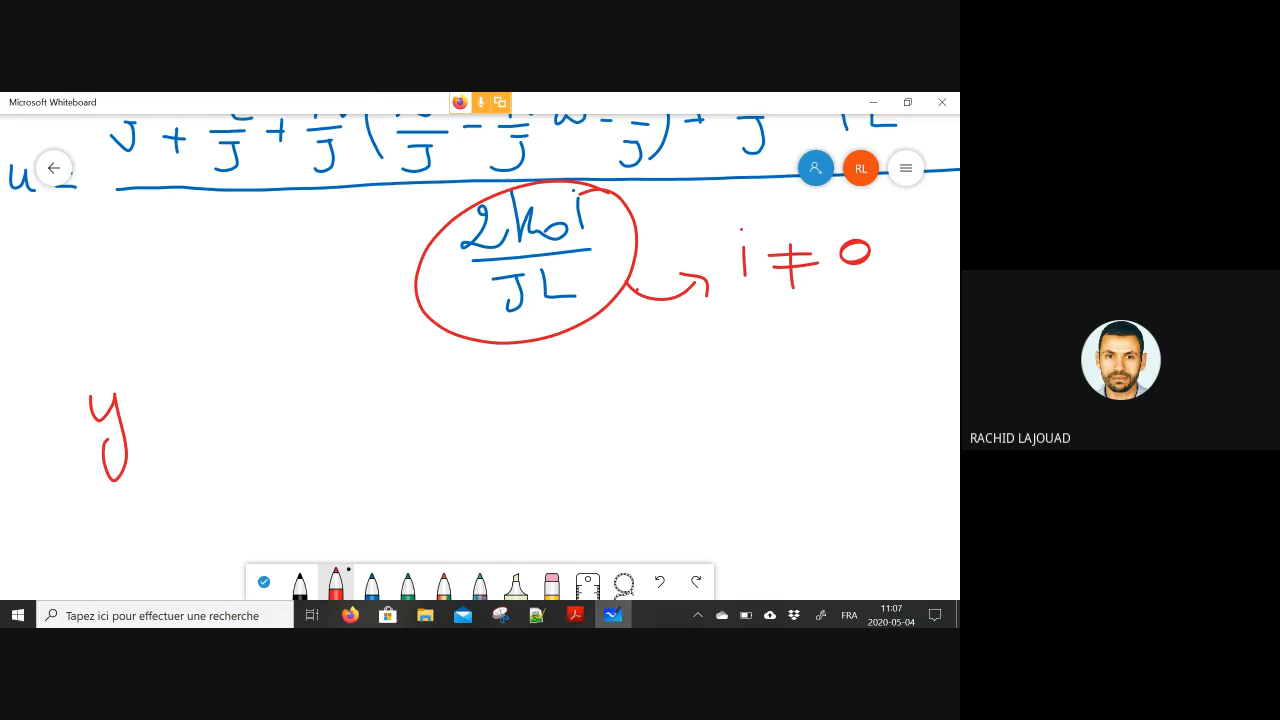 Microsoft Whiteboard
u =
2k₀i
JL
i ≠ 0
RL
y
RACHID LAJOUAD
Tapez ici pour effectuer une recherche
FRA
11:07
2020-05-04